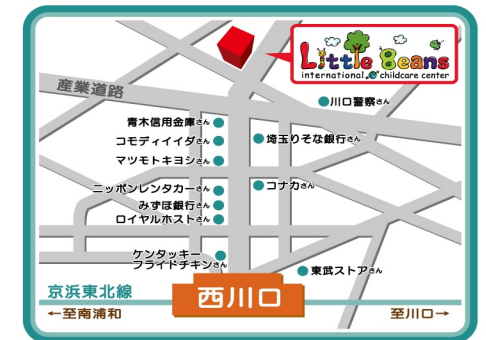 Little Beans
international childcare center
産業道路
川口警察さん
青木信用金庫さん
コモディイイダさん
埼玉りそな銀行さん
マツモトキヨシさん
ニッポンレンタカーさん
コナカさん
みずほ銀行さん
ロイヤルホストさん
ケンタッキー
フライドチキンさん
東武ストアさん
京浜東北線
西川口
←至南浦和
至川口→